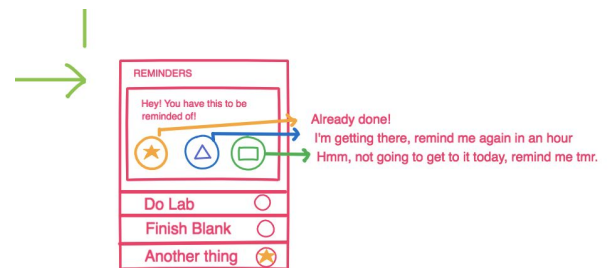 REMINDERS
Hey! You have this to be
reminded of!
Already done!
I'm getting there, remind me again in an hour
Hmm, not going to get to it today, remind me tmr.
Do Lab
Finish Blank
Another thing